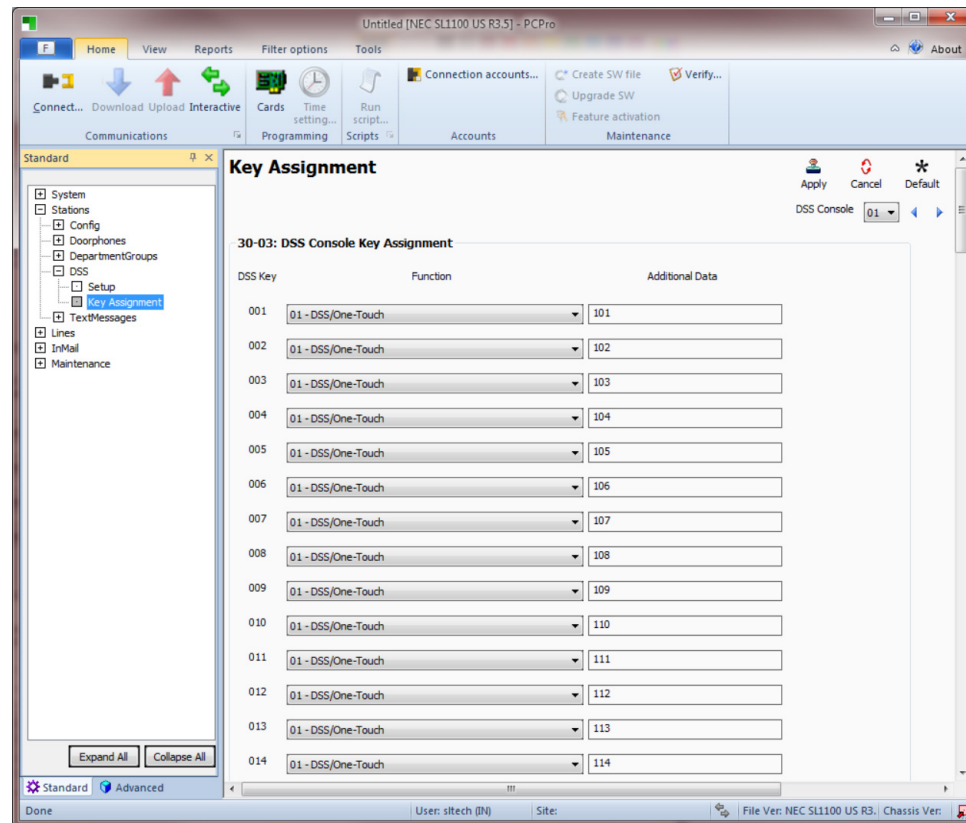 Untitled [NEC SL1100 US R3.5] - PCPro
F Home View Reports Filter options Tools About
Connect... Download Upload Interactive Cards Time setting... Run script... Connection accounts... Create SW file Verify...
Upgrade SW
Feature activation
Communications Programming Scripts Accounts Maintenance
Standard
System
Stations
Config
Doorphones
DepartmentGroups
DSS
Setup
Key Assignment
TextMessages
Lines
InMail
Maintenance
Expand All Collapse All
Standard Advanced
Key Assignment
Apply Cancel Default
DSS Console 01
30-03: DSS Console Key Assignment
DSS Key Function Additional Data
001 01 - DSS/One-Touch 101
002 01 - DSS/One-Touch 102
003 01 - DSS/One-Touch 103
004 01 - DSS/One-Touch 104
005 01 - DSS/One-Touch 105
006 01 - DSS/One-Touch 106
007 01 - DSS/One-Touch 107
008 01 - DSS/One-Touch 108
009 01 - DSS/One-Touch 109
010 01 - DSS/One-Touch 110
011 01 - DSS/One-Touch 111
012 01 - DSS/One-Touch 112
013 01 - DSS/One-Touch 113
014 01 - DSS/One-Touch 114
Done User: sltech (IN) Site: File Ver: NEC SL1100 US R3. Chassis Ver: